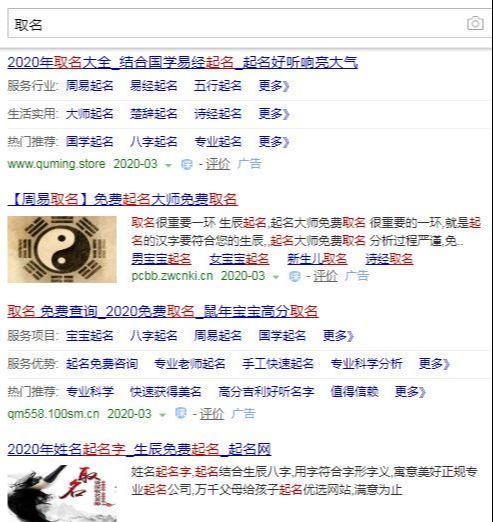 取名
2020年取名大全_结合国学易经起名_起名好听响亮大气
服务行业: 周易起名 易经起名 五行起名 更多》
生活实用: 大师起名 楚辞起名 诗经起名 更多》
热门推荐: 国学起名 八字起名 专业起名 更多》
www.quming.store 2020-03 - 评价 广告
【周易取名】免费起名大师免费取名
取名很重要一环 生辰起名,起名大师免费取名 很重要的一环,就是起
名的汉字要符合您的生辰,,起名大师免费取名 分析过程严谨,免..
男宝宝起名 女宝宝起名 新生儿取名 诗经取名
pcbb.zwcnki.cn 2020-03 - 评价 广告
取名 免费查询_2020免费取名_鼠年宝宝高分取名
服务项目: 宝宝起名 八字起名 周易起名 国学起名 更多》
服务优势: 起名免费咨询 专业老师起名 手工快速起名 专业科学分析 更多》
热门推荐: 专业科学 快速获得美名 高分吉利好听名字 值得信赖 更多》
qm558.100sm.cn 2020-03 - 评价 广告
2020年姓名起名字_生辰免费起名_起名网
姓名起名字,起名结合生辰八字,用字符合字形字义,寓意美好正规专
业起名公司,万千父母给孩子起名优选网站,满意为止
取名